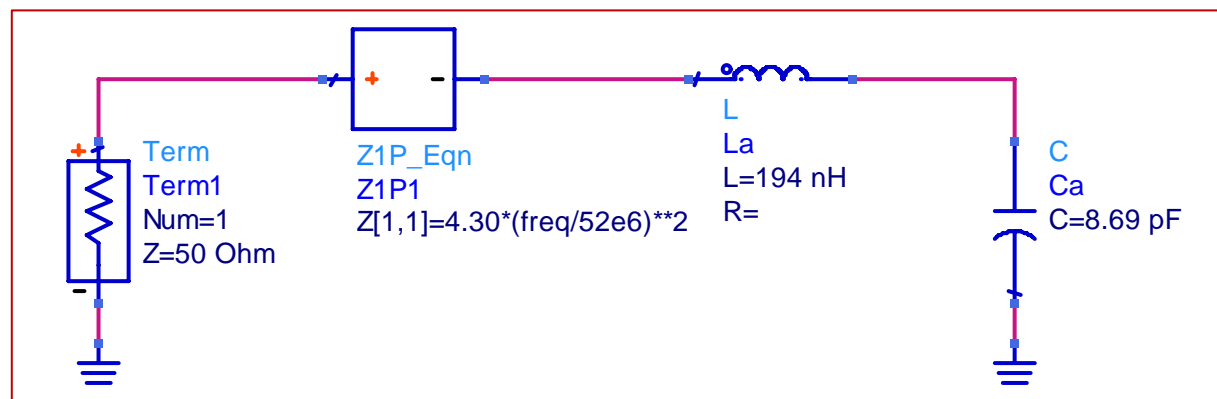 + -
+
Term
Term1
Num=1
Z=50 Ohm
-
Z1P_Eqn
Z1P1
Z[1,1]=4.30*(freq/52e6)**2
L
La
L=194 nH
R=
C
Ca
C=8.69 pF